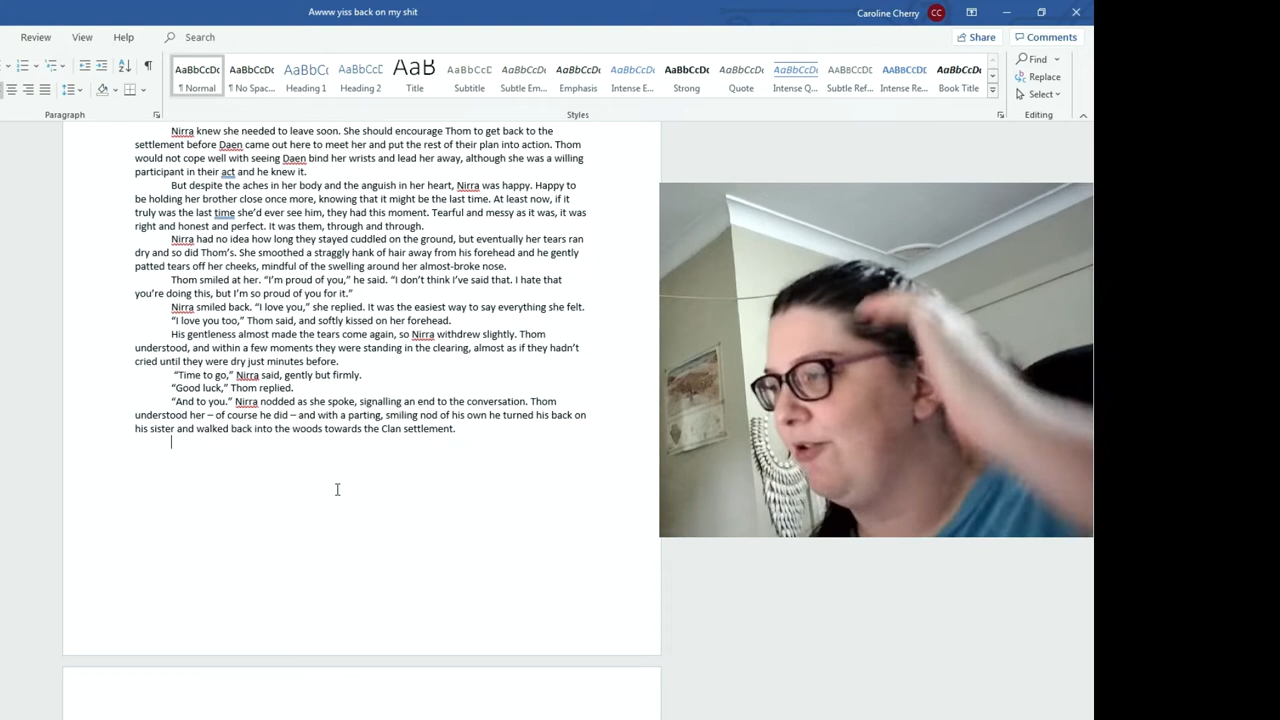 Awww yiss back on my shit
Caroline Cherry
CC
Review View Help Search
Share Comments
AaBbCcDc AaBbCcDc AaBbC AaBbCcD AaB AaBbCcD AaBbCcDc AaBbCcDc AaBbCcDc AaBbCcDc AaBbCcDc AaBbCcDc AaBbCcDc AaBbCcDc AaBbCcDc
¶ Normal ¶ No Spac... Heading 1 Heading 2 Title Subtitle Subtle Em... Emphasis Intense E... Strong Quote Intense Q... Subtle Ref... Intense Re... Book Title
Find
Replace
Select
Paragraph Styles Editing
Nirra knew she needed to leave soon. She should encourage Thom to get back to the
settlement before Daen came out here to meet her and put the rest of their plan into action. Thom
would not cope well with seeing Daen bind her wrists and lead her away, although she was a willing
participant in their act and he knew it.
But despite the aches in her body and the anguish in her heart, Nirra was happy. Happy to
be holding her brother close once more, knowing that it might be the last time. At least now, if it
truly was the last time she’d ever see him, they had this moment. Tearful and messy as it was, it was
right and honest and perfect. It was them, through and through.
Nirra had no idea how long they stayed cuddled on the ground, but eventually her tears ran
dry and so did Thom’s. She smoothed a straggly hank of hair away from his forehead and he gently
patted tears off her cheeks, mindful of the swelling around her almost-broke nose.
Thom smiled at her. “I’m proud of you,” he said. “I don’t think I’ve said that. I hate that
you’re doing this, but I’m so proud of you for it.”
Nirra smiled back. “I love you,” she replied. It was the easiest way to say everything she felt.
“I love you too,” Thom said, and softly kissed on her forehead.
His gentleness almost made the tears come again, so Nirra withdrew slightly. Thom
understood, and within a few moments they were standing in the clearing, almost as if they hadn’t
cried until they were dry just minutes before.
“Time to go,” Nirra said, gently but firmly.
“Good luck,” Thom replied.
“And to you.” Nirra nodded as she spoke, signalling an end to the conversation. Thom
understood her – of course he did – and with a parting, smiling nod of his own he turned his back on
his sister and walked back into the woods towards the Clan settlement.